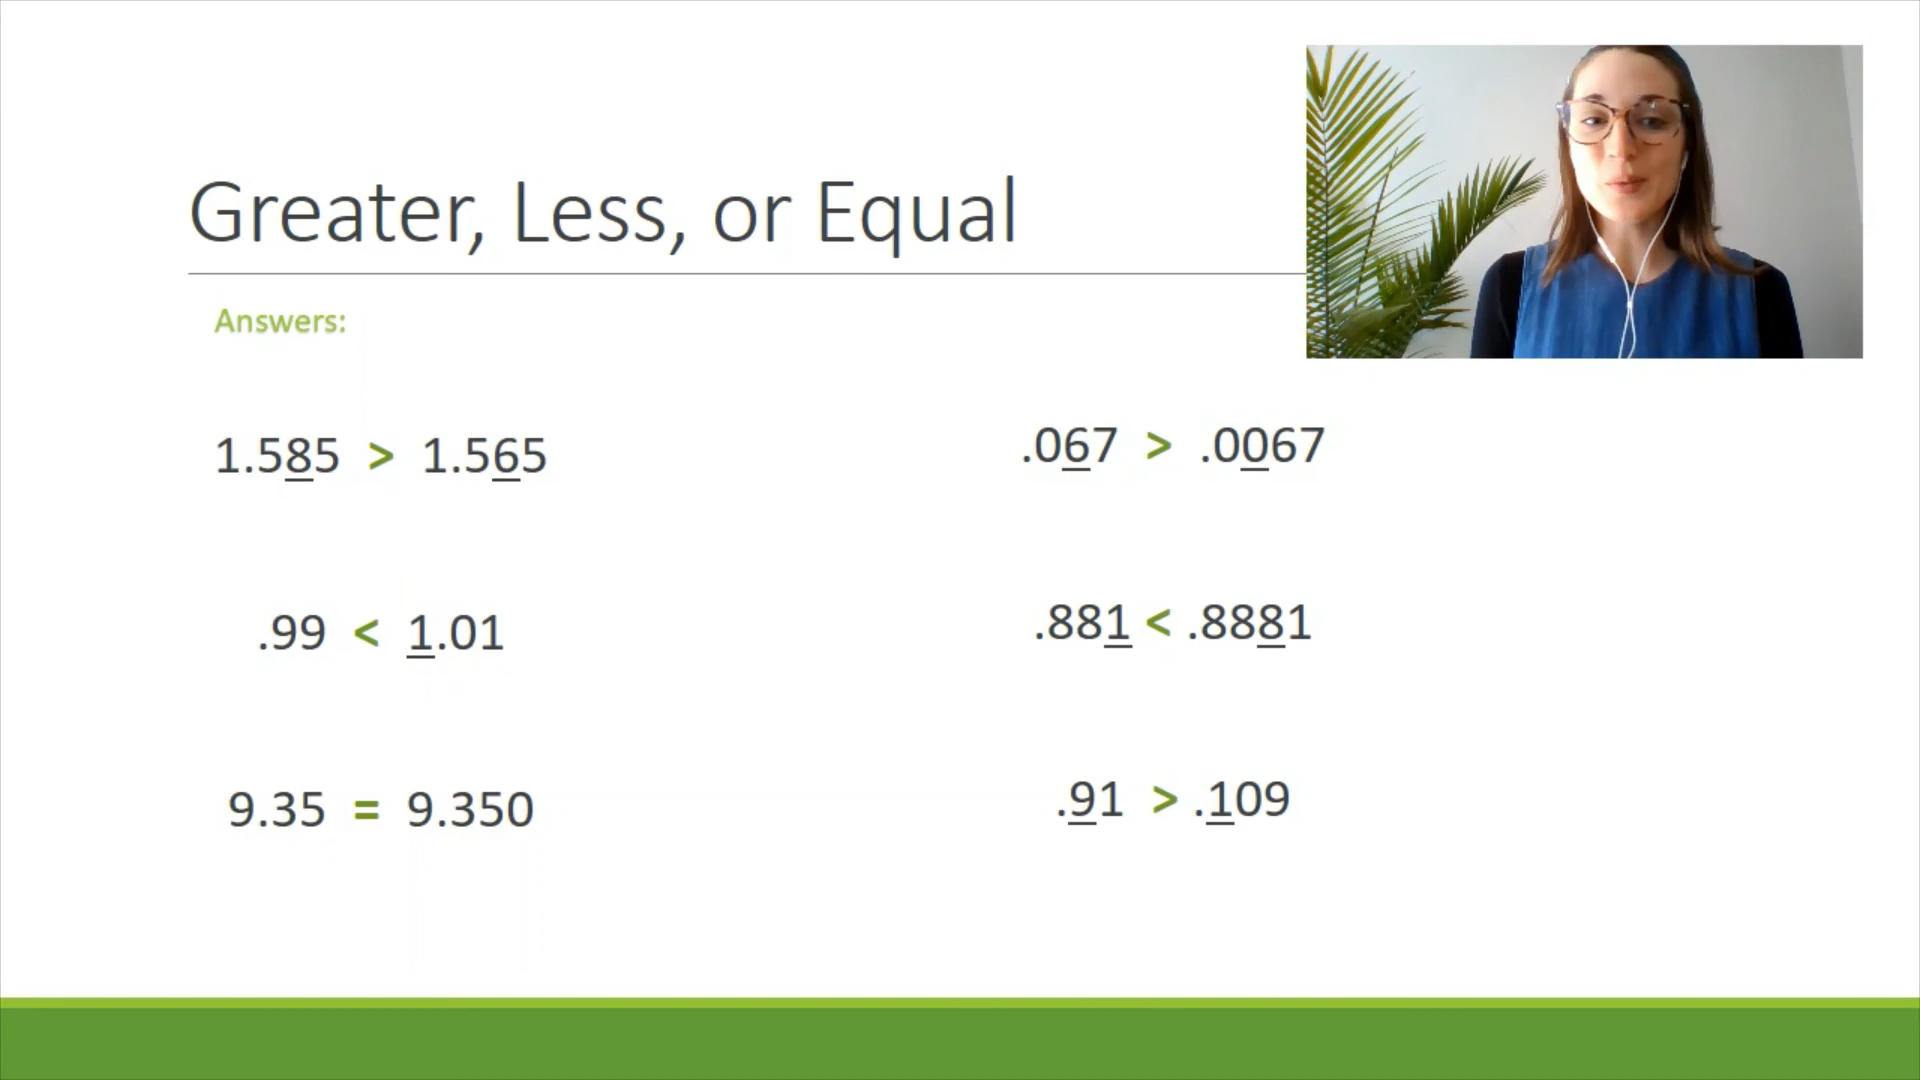 Greater, Less, or Equal
Answers:
1.585 > 1.565
.067 > .0067
.99 < 1.01
.881 < .8881
9.35 = 9.350
.91 > .109